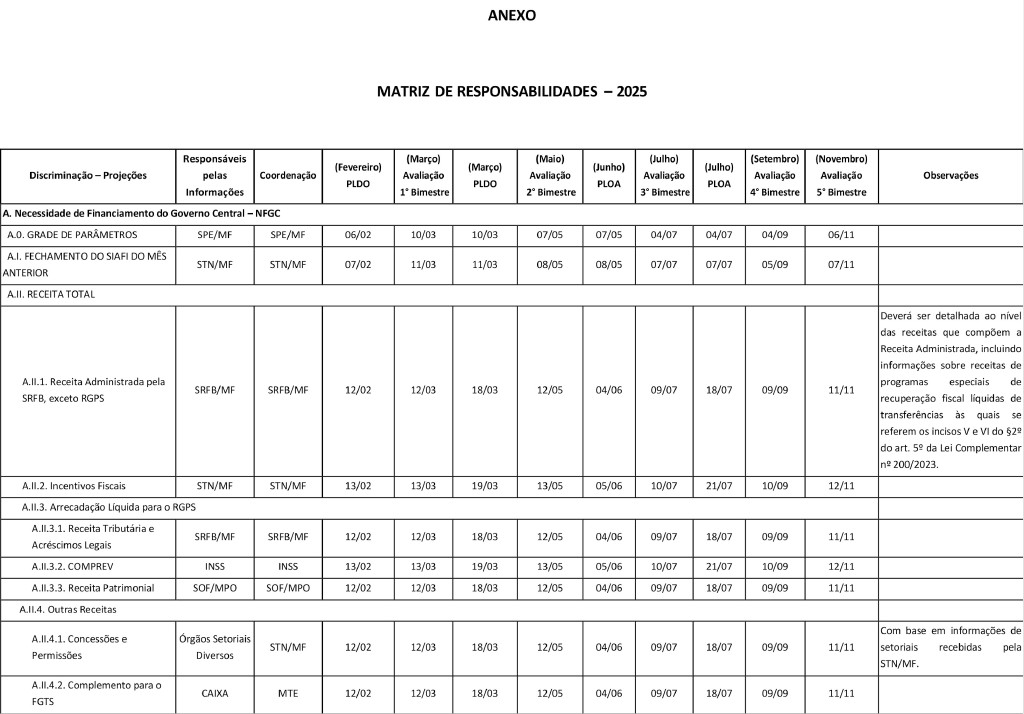 ANEXO
MATRIZ DE RESPONSABILIDADES – 2025
Discriminação – Projeções
Responsáveis
pelas
Informações
Coordenação
(Fevereiro)
PLDO
(Março)
Avaliação
1° Bimestre
(Março)
PLDO
(Maio)
Avaliação
2° Bimestre
(Junho)
PLOA
(Julho)
Avaliação
3° Bimestre
(Julho)
PLOA
(Setembro)
Avaliação
4° Bimestre
(Novembro)
Avaliação
5° Bimestre
Observações
A. Necessidade de Financiamento do Governo Central – NFGC
A.0. GRADE DE PARÂMETROS SPE/MF SPE/MF 06/02 10/03 10/03 07/05 07/05 04/07 04/07 04/09 06/11
A.I. FECHAMENTO DO SIAFI DO MÊS
ANTERIOR
STN/MF STN/MF 07/02 11/03 11/03 08/05 08/05 07/07 07/07 05/09 07/11
A.II. RECEITA TOTAL
A.II.1. Receita Administrada pela
SRFB, exceto RGPS
SRFB/MF SRFB/MF 12/02 12/03 18/03 12/05 04/06 09/07 18/07 09/09 11/11
Deverá ser detalhada ao nível
das receitas que compõem a
Receita Administrada, incluindo
informações sobre receitas de
programas especiais de
recuperação fiscal líquidas de
transferências às quais se
referem os incisos V e VI do §2º
do art. 5º da Lei Complementar
nº 200/2023.
A.II.2. Incentivos Fiscais STN/MF STN/MF 13/02 13/03 19/03 13/05 05/06 10/07 21/07 10/09 12/11
A.II.3. Arrecadação Líquida para o RGPS
A.II.3.1. Receita Tributária e
Acréscimos Legais
SRFB/MF SRFB/MF 12/02 12/03 18/03 12/05 04/06 09/07 18/07 09/09 11/11
A.II.3.2. COMPREV INSS INSS 13/02 13/03 19/03 13/05 05/06 10/07 21/07 10/09 12/11
A.II.3.3. Receita Patrimonial SOF/MPO SOF/MPO 12/02 12/03 18/03 12/05 04/06 09/07 18/07 09/09 11/11
A.II.4. Outras Receitas
A.II.4.1. Concessões e
Permissões
Órgãos Setoriais
Diversos
STN/MF 12/02 12/03 18/03 12/05 04/06 09/07 18/07 09/09 11/11
Com base em informações de
setoriais recebidas pela
STN/MF.
A.II.4.2. Complemento para o
FGTS
CAIXA MTE 12/02 12/03 18/03 12/05 04/06 09/07 18/07 09/09 11/11